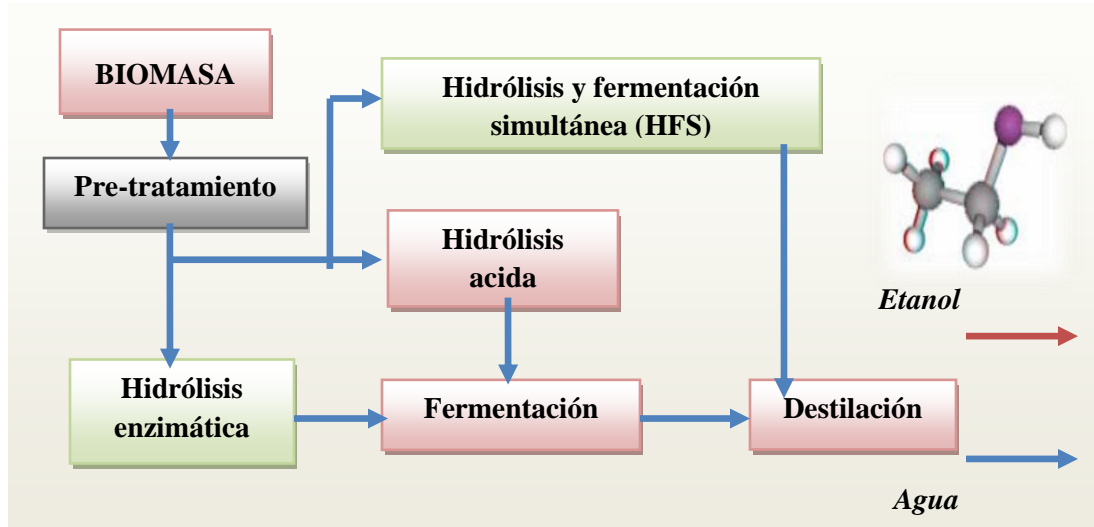 BIOMASA
Pre-tratamiento
Hidrólisis y fermentación
simultánea (HFS)
Hidrólisis
acida
Hidrólisis
enzimática
Fermentación
Destilación
Etanol
Agua